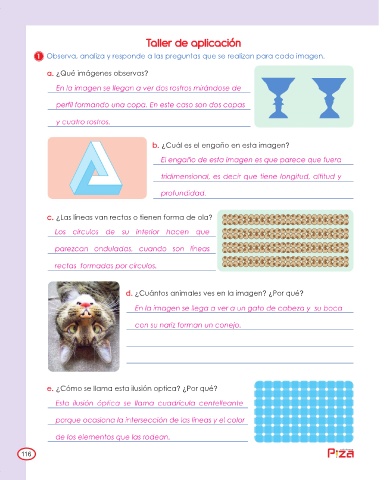 Taller de aplicación
1 Observa, analiza y responde a las preguntas que se realizan para cada imagen.
a. ¿Qué imágenes observas?
En la imagen se llegan a ver dos rostros mirándose de
perfil formando una copa. En este caso son dos copas
y cuatro rostros.
b. ¿Cuál es el engaño en esta imagen?
El engaño de esta imagen es que parece que fuera
tridimensional, es decir que tiene longitud, altitud y
profundidad.
c. ¿Las líneas van rectas o tienen forma de ola?
Los círculos de su interior hacen que
parezcan onduladas, cuando son líneas
rectas formadas por círculos.
d. ¿Cuántos animales ves en la imagen? ¿Por qué?
En la imagen se llega a ver a un gato de cabeza y su boca
con su nariz forman un conejo.
e. ¿Cómo se llama esta ilusión optica? ¿Por qué?
Esta ilusión óptica se llama cuadrícula centelleante
porque ocasiona la intersección de las líneas y el color
de los elementos que las rodean.
116